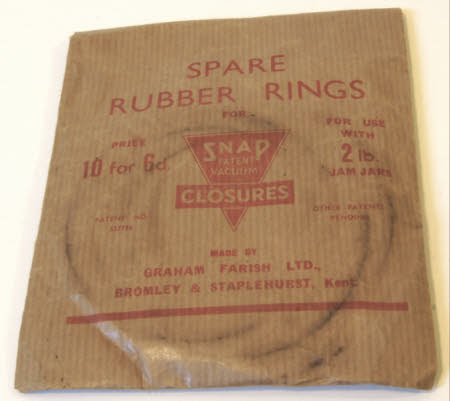 SPARE
RUBBER RINGS
FOR
PRICE
10 for 6d.
SNAP
PATENT
VACUUM
CLOSURES
FOR USE
WITH
2 lb.
JAM JARS
PATENT NO.
OTHER PATENTS
PENDING
MADE BY
GRAHAM FARISH LTD.,
BROMLEY & STAPLEHURST, Kent.